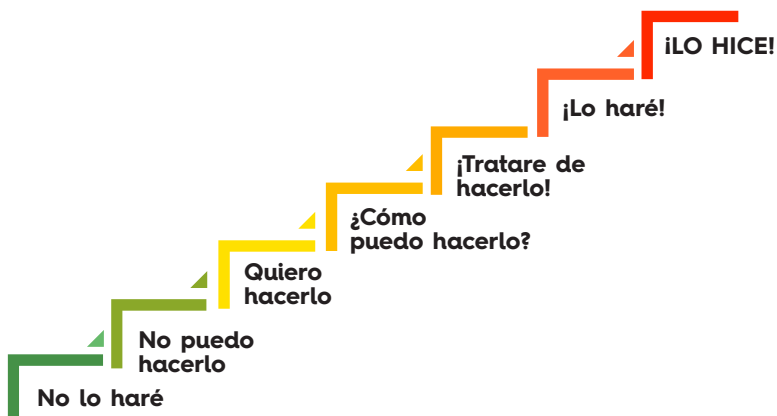 ¡LO HICE!
¡Lo haré!
¡Tratare de
hacerlo!
¿Cómo
puedo hacerlo?
Quiero
hacerlo
No puedo
hacerlo
No lo haré